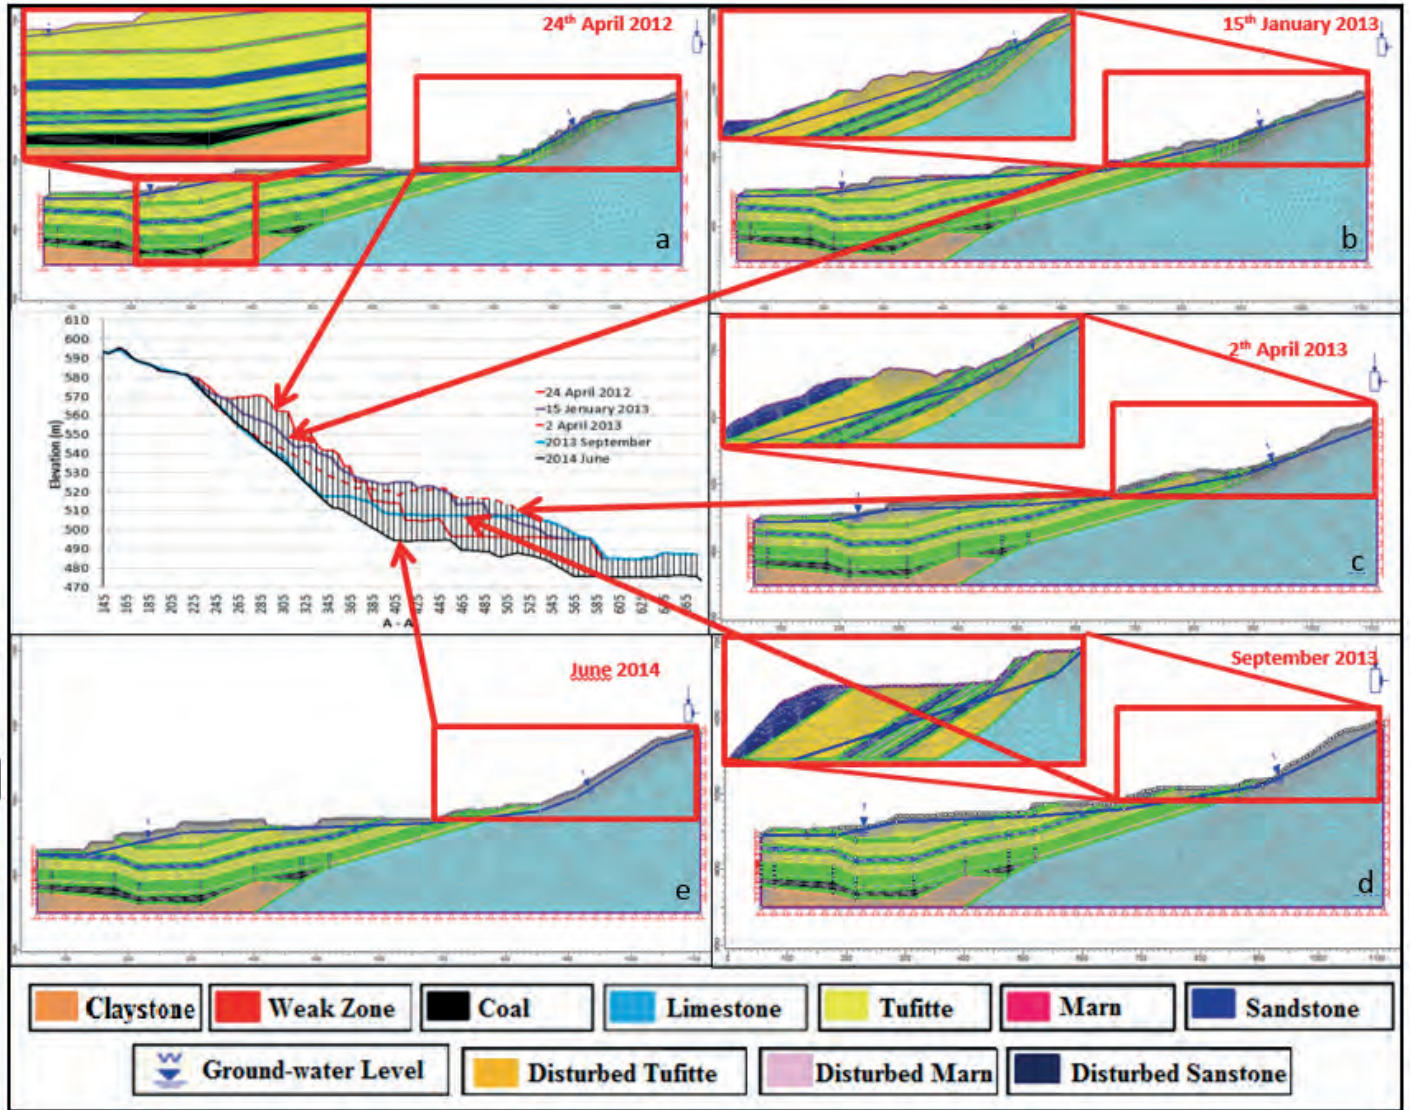 24th April 2012
a
15th January 2013
b
610
600
590
580
570
560
550
540
530
520
510
500
490
480
470
Elevation (m)
24 April 2012
15 Jenuary 2013
2 April 2013
2013 September
2014 June
145 165 185 205 225 245 265 285 305 325 345 365 385 405 425 445 465 485 505 525 545 565 585 605
A - A
2th April 2013
c
June 2014
e
September 2013
d
Claystone
Weak Zone
Coal
Limestone
Tufitte
Marn
Sandstone
Ground-water Level
Disturbed Tufitte
Disturbed Marn
Disturbed Sanstone